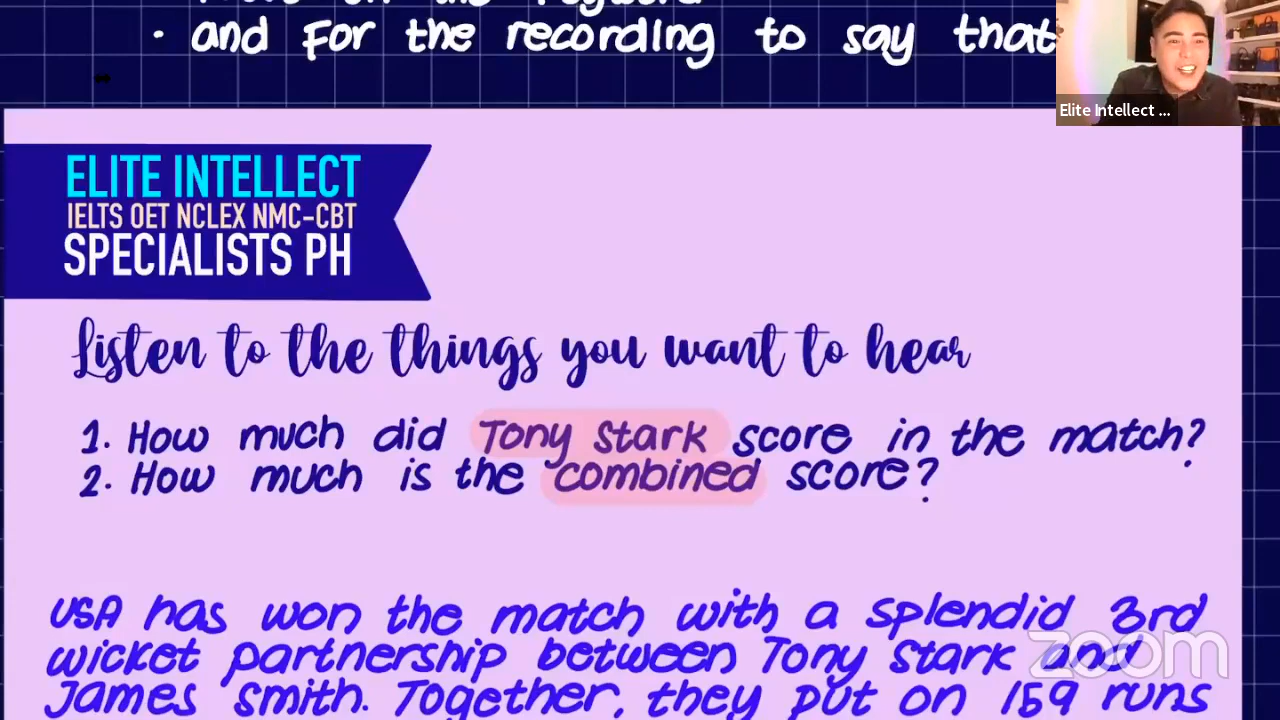 · and For the recording to say that
Elite Intellect ...
ELITE INTELLECT
IELTS OET NCLEX NMC-CBT
SPECIALISTS PH
Listen to the things you want to hear
1. How much did Tony Stark score in the match?
2. How much is the combined score?
USA has won the match with a splendid 3rd
wicket partnership between Tony Stark and
James Smith. Together, they put on 159 runs
zoom